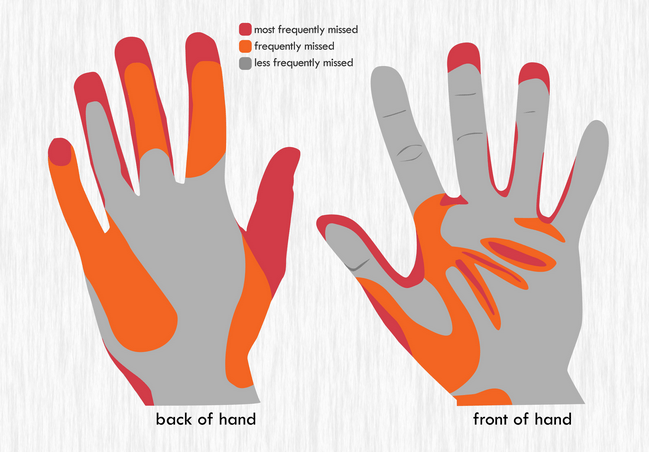 most frequently missed
frequently missed
less frequently missed
back of hand
front of hand